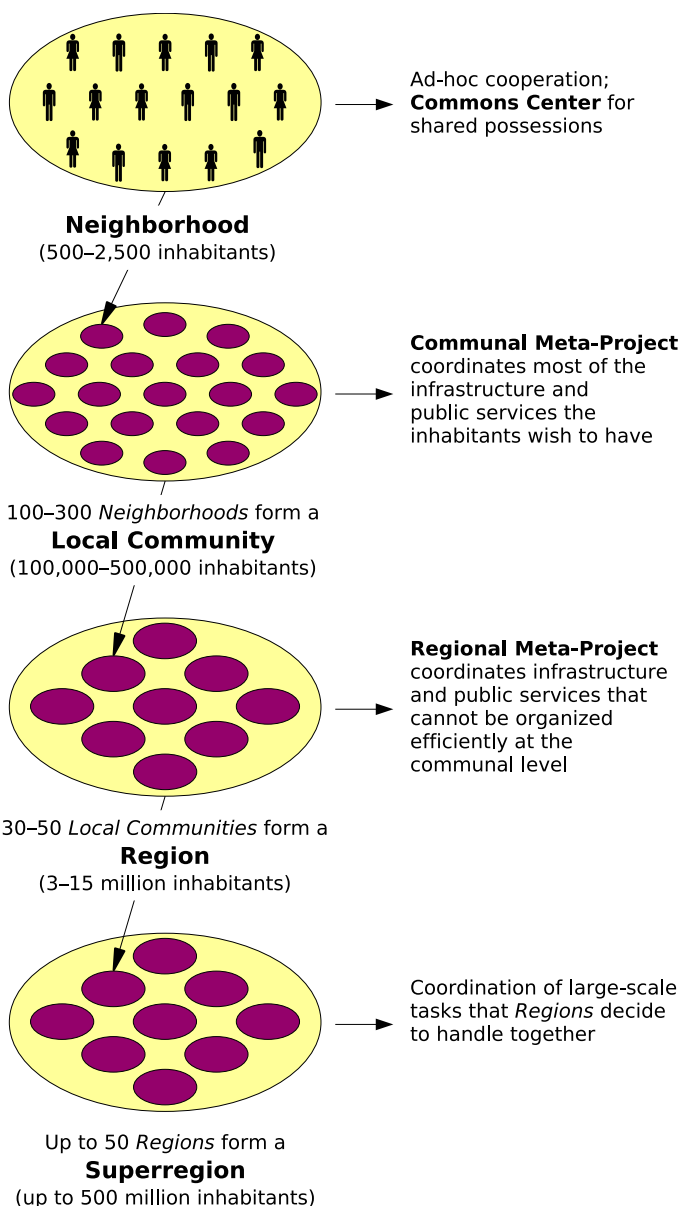 Ad-hoc cooperation;
Commons Center for
shared possessions
Neighborhood
(500–2,500 inhabitants)
Communal Meta-Project
coordinates most of the
infrastructure and
public services the
inhabitants wish to have
100–300 Neighborhoods form a
Local Community
(100,000–500,000 inhabitants)
Regional Meta-Project
coordinates infrastructure
and public services that
cannot be organized
efficiently at the
communal level
30–50 Local Communities form a
Region
(3–15 million inhabitants)
Coordination of large-scale
tasks that Regions decide
to handle together
Up to 50 Regions form a
Superregion
(up to 500 million inhabitants)